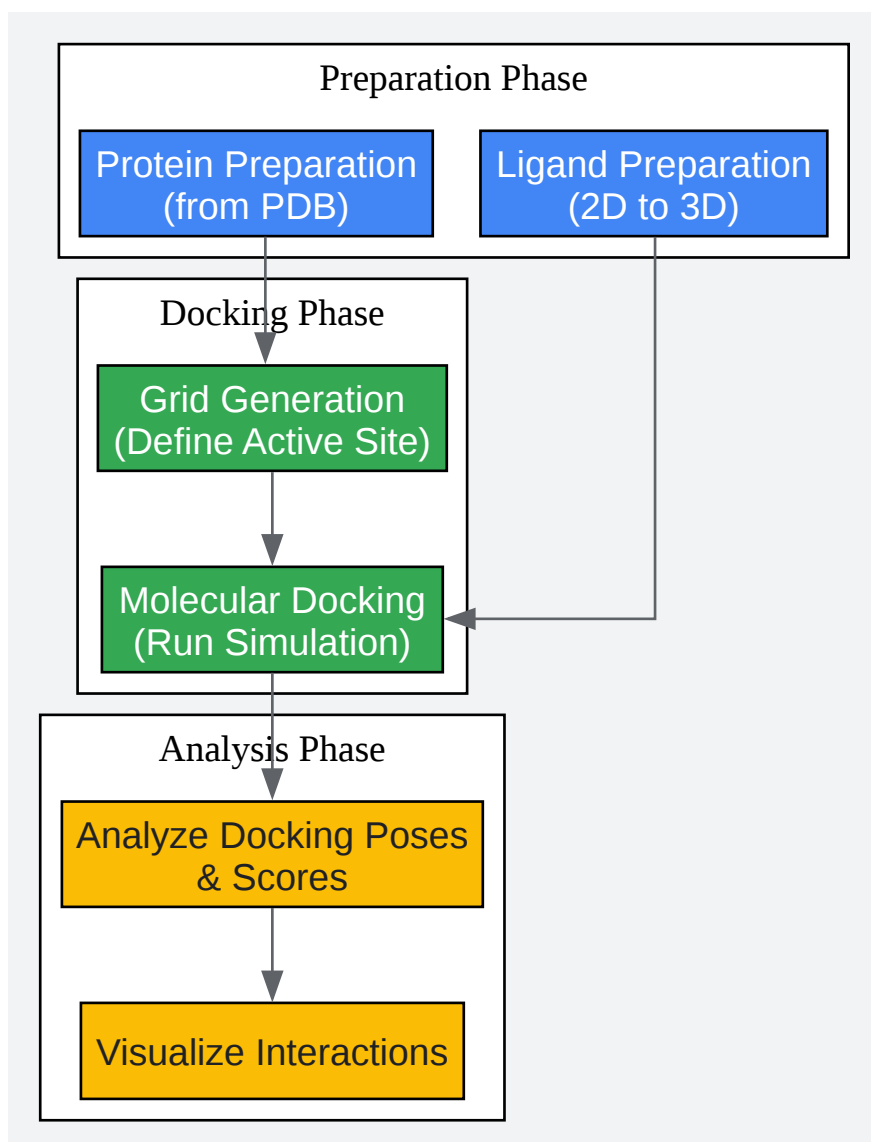 Preparation Phase
Protein Preparation
(from PDB)
Ligand Preparation
(2D to 3D)
Docking Phase
Grid Generation
(Define Active Site)
Molecular Docking
(Run Simulation)
Analysis Phase
Analyze Docking Poses
& Scores
Visualize Interactions